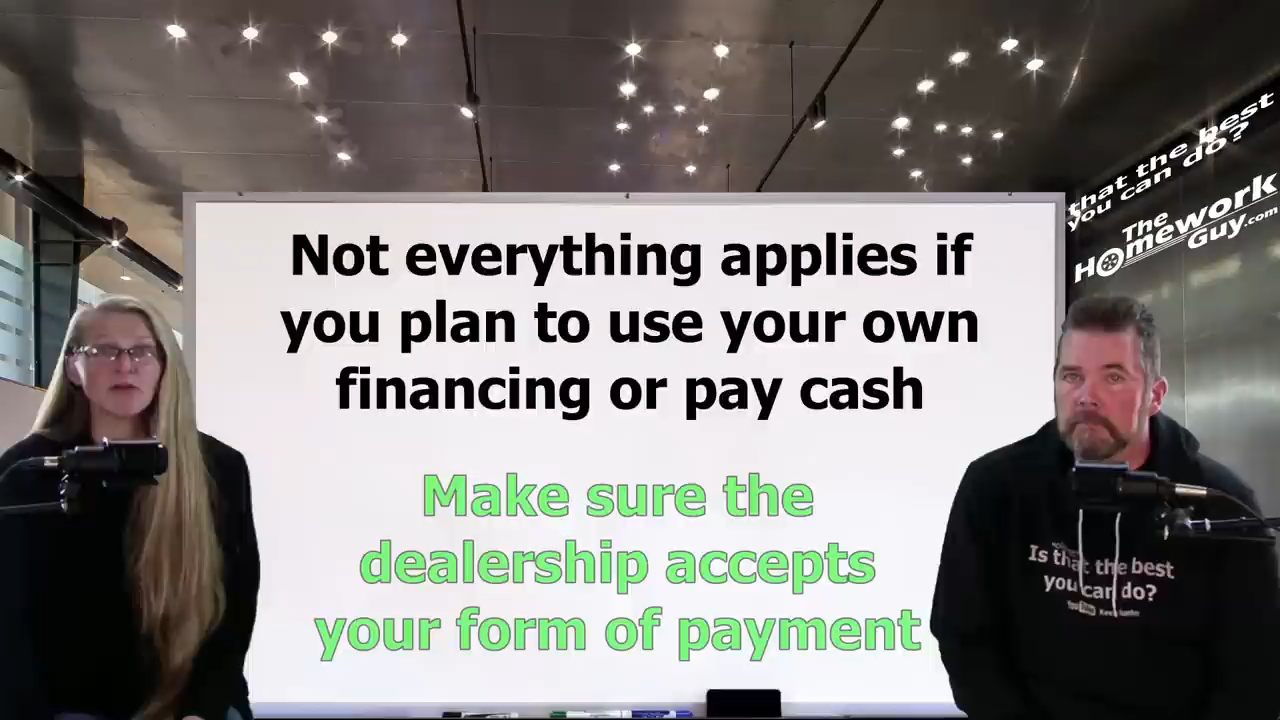 Not everything applies if
you plan to use your own
financing or pay cash
Make sure the
dealership accepts
your form of payment
that the best
you can do?
The
Homework
Guy.com
Is that the best
you can do?